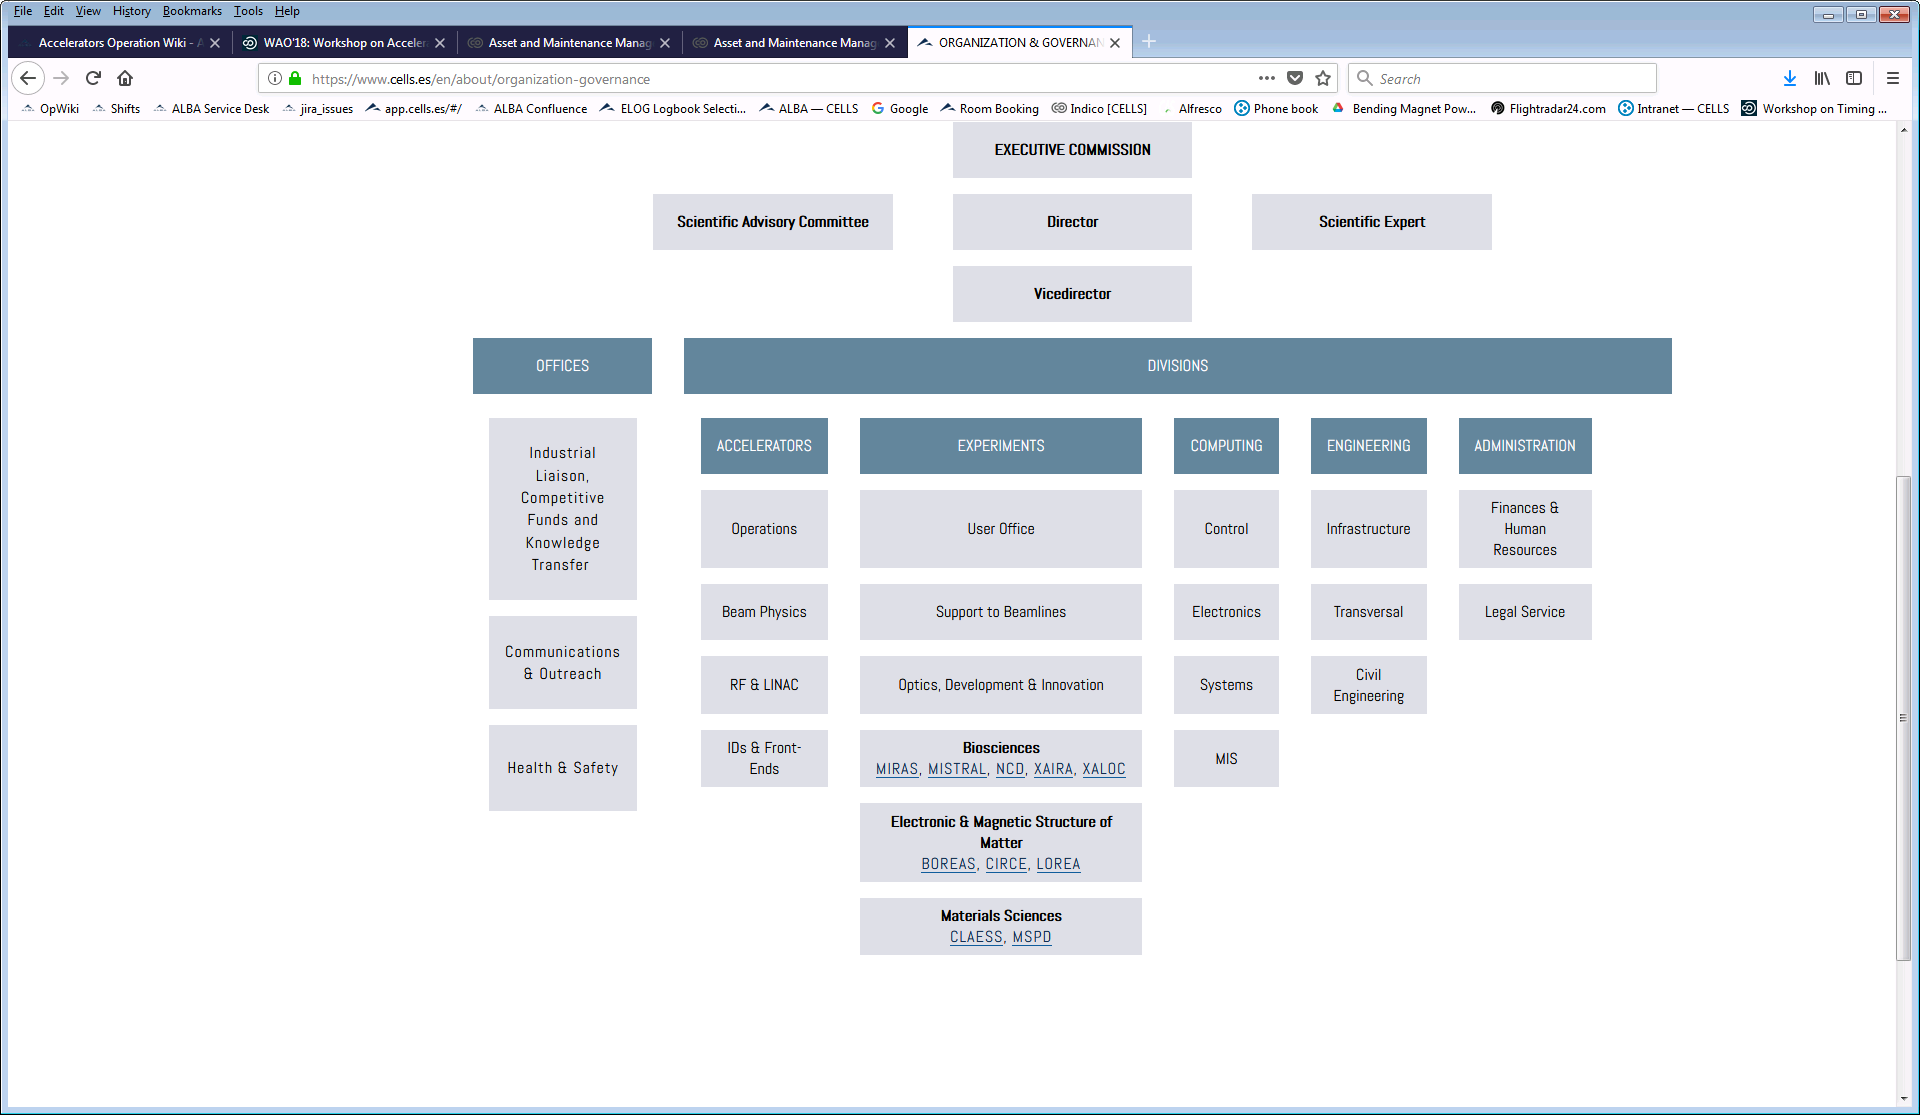 File Edit View History Bookmarks Tools Help
Accelerators Operation Wiki - A
WAO'18: Workshop on Acceler
Asset and Maintenance Manag
Asset and Maintenance Manag
ORGANIZATION & GOVERNAN
https://www.cells.es/en/about/organization-governance
Search
OpWiki Shifts ALBA Service Desk jira_issues app.cells.es/#/ ALBA Confluence ELOG Logbook Selecti... ALBA — CELLS Google Room Booking Indico [CELLS] Alfresco Phone book Bending Magnet Pow... Flightradar24.com Intranet — CELLS Workshop on Timing ...
EXECUTIVE COMMISSION
Scientific Advisory Committee
Director
Scientific Expert
Vicedirector
OFFICES
DIVISIONS
Industrial
Liaison,
Competitive
Funds and
Knowledge
Transfer
Communications
& Outreach
Health & Safety
ACCELERATORS
Operations
Beam Physics
RF & LINAC
IDs & Front-
Ends
EXPERIMENTS
User Office
Support to Beamlines
Optics, Development & Innovation
Biosciences
MIRAS, MISTRAL, NCD, XAIRA, XALOC
Electronic & Magnetic Structure of
Matter
BOREAS, CIRCE, LOREA
Materials Sciences
CLAESS, MSPD
COMPUTING
Control
Electronics
Systems
MIS
ENGINEERING
Infrastructure
Transversal
Civil
Engineering
ADMINISTRATION
Finances &
Human
Resources
Legal Service